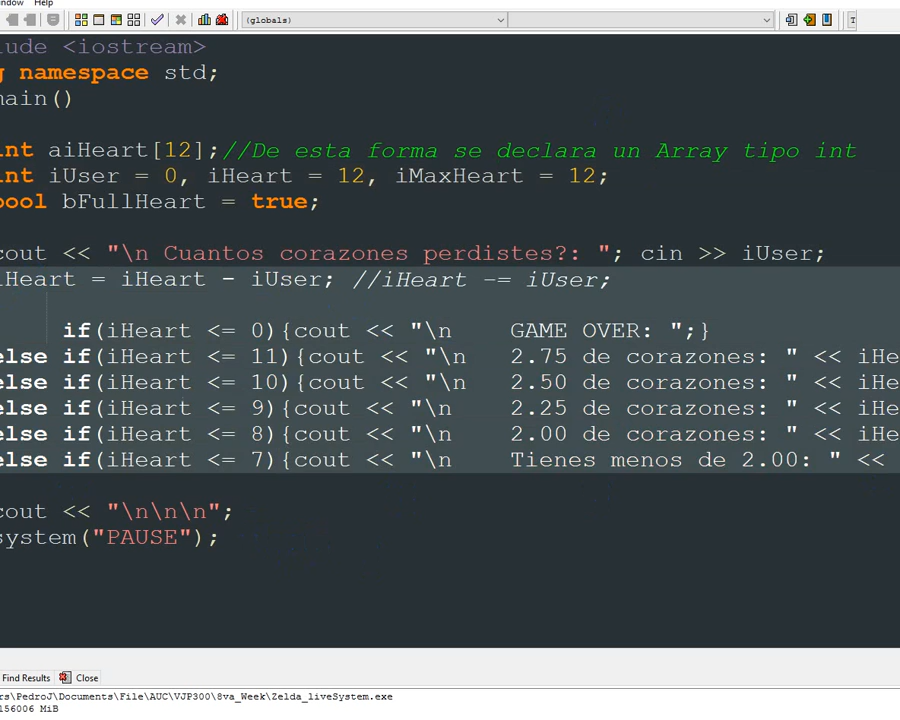 indow Help
(globals)
lude <iostream>
g namespace std;
main()
int aiHeart[12];//De esta forma se declara un Array tipo int
int iUser = 0, iHeart = 12, iMaxHeart = 12;
bool bFullHeart = true;
cout << "\n Cuantos corazones perdistes?: "; cin >> iUser;
iHeart = iHeart - iUser; //iHeart -= iUser;
if(iHeart <= 0){cout << "\n GAME OVER: ";}
else if(iHeart <= 11){cout << "\n 2.75 de corazones: " << iHe
else if(iHeart <= 10){cout << "\n 2.50 de corazones: " << iHe
else if(iHeart <= 9){cout << "\n 2.25 de corazones: " << iHe
else if(iHeart <= 8){cout << "\n 2.00 de corazones: " << iHe
else if(iHeart <= 7){cout << "\n Tienes menos de 2.00: " <<
cout << "\n\n\n";
system("PAUSE");
Find Results Close
rs\PedroJ\Documents\File\AUC\VJP300\8va_Week\Zelda_liveSystem.exe
156006 MiB